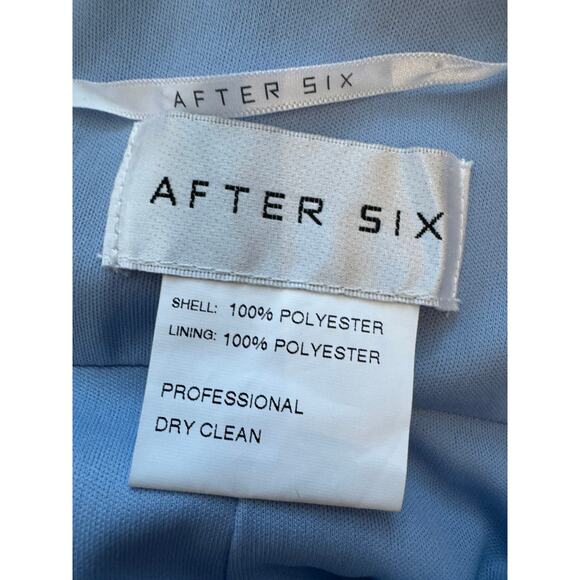 AFTER SIX
AFTER SIX
SHELL: 100% POLYESTER
LINING: 100% POLYESTER
PROFESSIONAL
DRY CLEAN